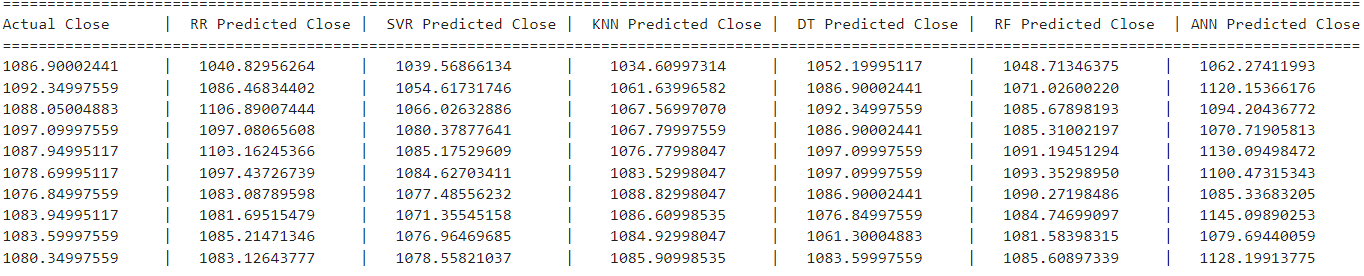 Actual Close | RR Predicted Close | SVR Predicted Close | KNN Predicted Close | DT Predicted Close | RF Predicted Close | ANN Predicted Close
1086.90002441 | 1040.82956264 | 1039.56866134 | 1034.60997314 | 1052.19995117 | 1048.71346375 | 1062.27411993
1092.34997559 | 1086.46834402 | 1054.61731746 | 1061.63996582 | 1086.90002441 | 1071.02600220 | 1120.15366176
1088.05004883 | 1106.89007444 | 1066.02632886 | 1067.56997070 | 1092.34997559 | 1085.67898193 | 1094.20436772
1097.09997559 | 1097.08065608 | 1080.37877641 | 1067.79997559 | 1086.90002441 | 1085.31002197 | 1070.71905813
1087.94995117 | 1103.16245366 | 1085.17529609 | 1076.77998047 | 1097.09997559 | 1091.19451294 | 1130.09498472
1078.69995117 | 1097.43726739 | 1084.62703411 | 1083.52998047 | 1097.09997559 | 1093.35298950 | 1100.47315343
1076.84997559 | 1083.08789598 | 1077.48556232 | 1088.82998047 | 1086.90002441 | 1090.27198486 | 1085.33683205
1083.94995117 | 1081.69515479 | 1071.35545158 | 1086.60998535 | 1076.84997559 | 1084.74699097 | 1145.09890253
1083.59997559 | 1085.21471346 | 1076.96469685 | 1084.92998047 | 1061.30004883 | 1081.58398315 | 1079.69440059
1080.34997559 | 1083.12643777 | 1078.55821037 | 1085.90998535 | 1083.59997559 | 1085.60897339 | 1128.19913775